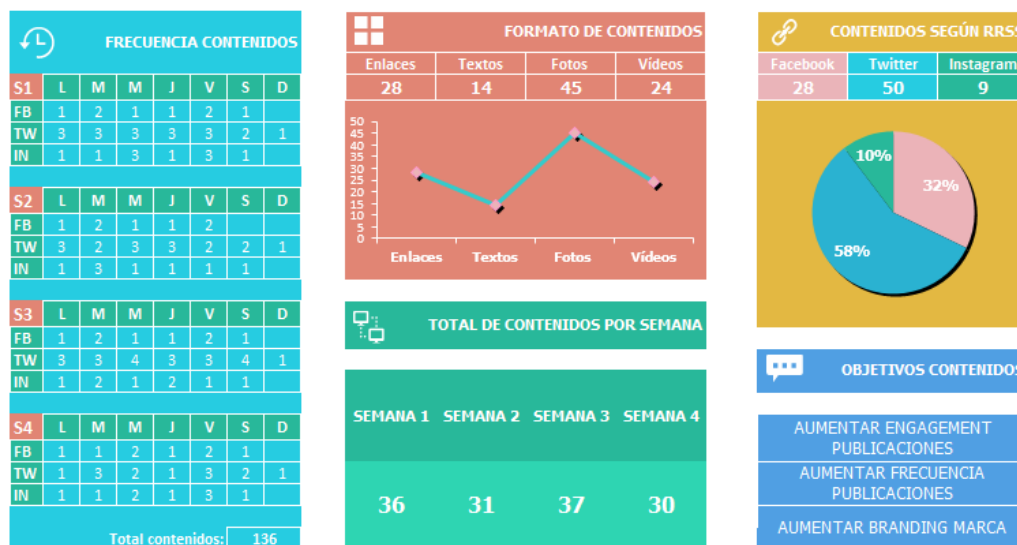 FRECUENCIA CONTENIDOS
S1 L M M J V S D
FB 1 2 1 1 2 1
TW 3 3 3 3 3 2 1
IN 1 1 3 1 3 1
S2 L M M J V S D
FB 1 2 1 1 2
TW 3 2 3 3 2 2 1
IN 1 3 1 1 1 1
S3 L M M J V S D
FB 1 2 1 1 2 1
TW 3 3 4 3 3 4 1
IN 1 2 1 2 1 1
S4 L M M J V S D
FB 1 1 2 1 2 1
TW 1 3 2 1 3 2 1
IN 1 1 2 1 3 1
Total contenidos: 136
FORMATO DE CONTENIDOS
Enlaces Textos Fotos Vídeos
28 14 45 24
50
45
40
35
30
25
20
15
10
5
0
Enlaces Textos Fotos Vídeos
TOTAL DE CONTENIDOS POR SEMANA
SEMANA 1 SEMANA 2 SEMANA 3 SEMANA 4
36 31 37 30
CONTENIDOS SEGÚN RRSS
Facebook Twitter Instagram
28 50 9
10%
32%
58%
OBJETIVOS CONTENIDOS
AUMENTAR ENGAGEMENT
PUBLICACIONES
AUMENTAR FRECUENCIA
PUBLICACIONES
AUMENTAR BRANDING MARCA